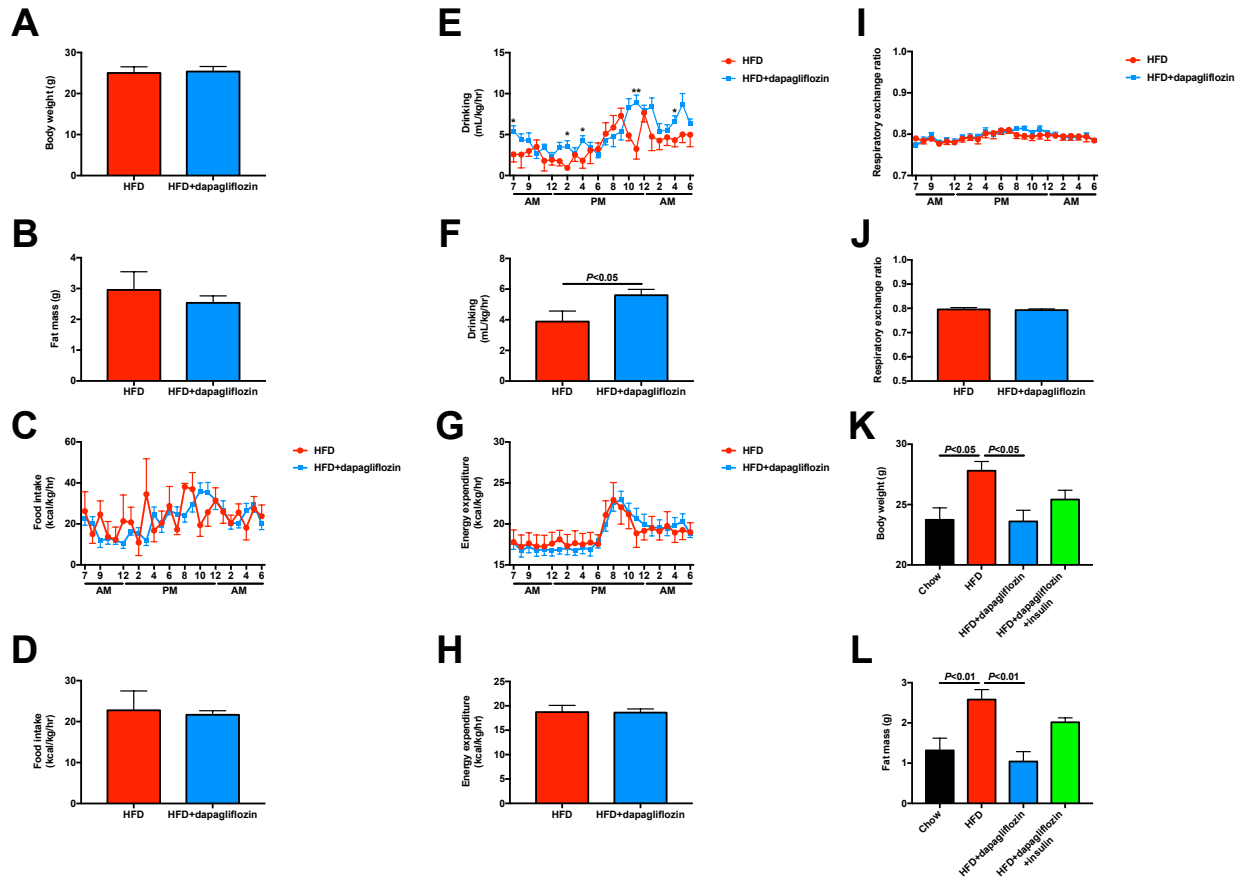 A
Body weight (g)
30
20
10
0
HFD
HFD+dapagliflozin
B
Fat mass (g)
4
3
2
1
0
HFD
HFD+dapagliflozin
C
Food intake
(kcal/kg/hr)
60
40
20
0
7 9 12 2 4 6 8 10 12 2 4 6
AM PM AM
HFD
HFD+dapagliflozin
D
Food intake
(kcal/kg/hr)
40
30
20
10
0
HFD
HFD+dapagliflozin
E
Drinking
(mL/kg/hr)
15
10
5
0
* * * ** *
7 9 12 2 4 6 8 10 12 2 4 6
AM PM AM
HFD
HFD+dapagliflozin
F
Drinking
(mL/kg/hr)
8
6
4
2
0
P<0.05
HFD
HFD+dapagliflozin
G
Energy expenditure
(kcal/kg/hr)
30
25
20
15
7 9 12 2 4 6 8 10 12 2 4 6
AM PM AM
HFD
HFD+dapagliflozin
H
Energy expenditure
(kcal/kg/hr)
25
20
15
10
5
0
HFD
HFD+dapagliflozin
I
Respiratory exchange ratio
1.0
0.9
0.8
0.7
7 9 12 2 4 6 8 10 12 2 4 6
AM PM AM
HFD
HFD+dapagliflozin
J
Respiratory exchange ratio
1.0
0.9
0.8
0.7
0.6
0.5
HFD
HFD+dapagliflozin
K
Body weight (g)
30
25
20
P<0.05 P<0.05
Chow
HFD
HFD+dapagliflozin
HFD+dapagliflozin
+insulin
L
Fat mass (g)
3
2
1
0
P<0.01 P<0.01
Chow
HFD
HFD+dapagliflozin
HFD+dapagliflozin
+insulin